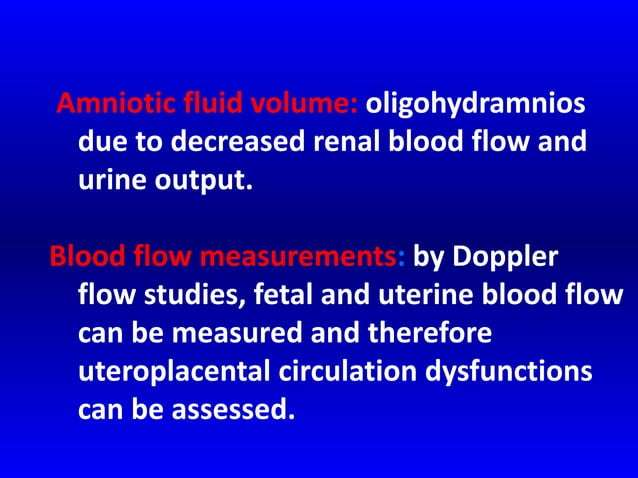 Amniotic fluid volume: oligohydramnios
due to decreased renal blood flow and
urine output.
Blood flow measurements: by Doppler
flow studies, fetal and uterine blood flow
can be measured and therefore
uteroplacental circulation dysfunctions
can be assessed.